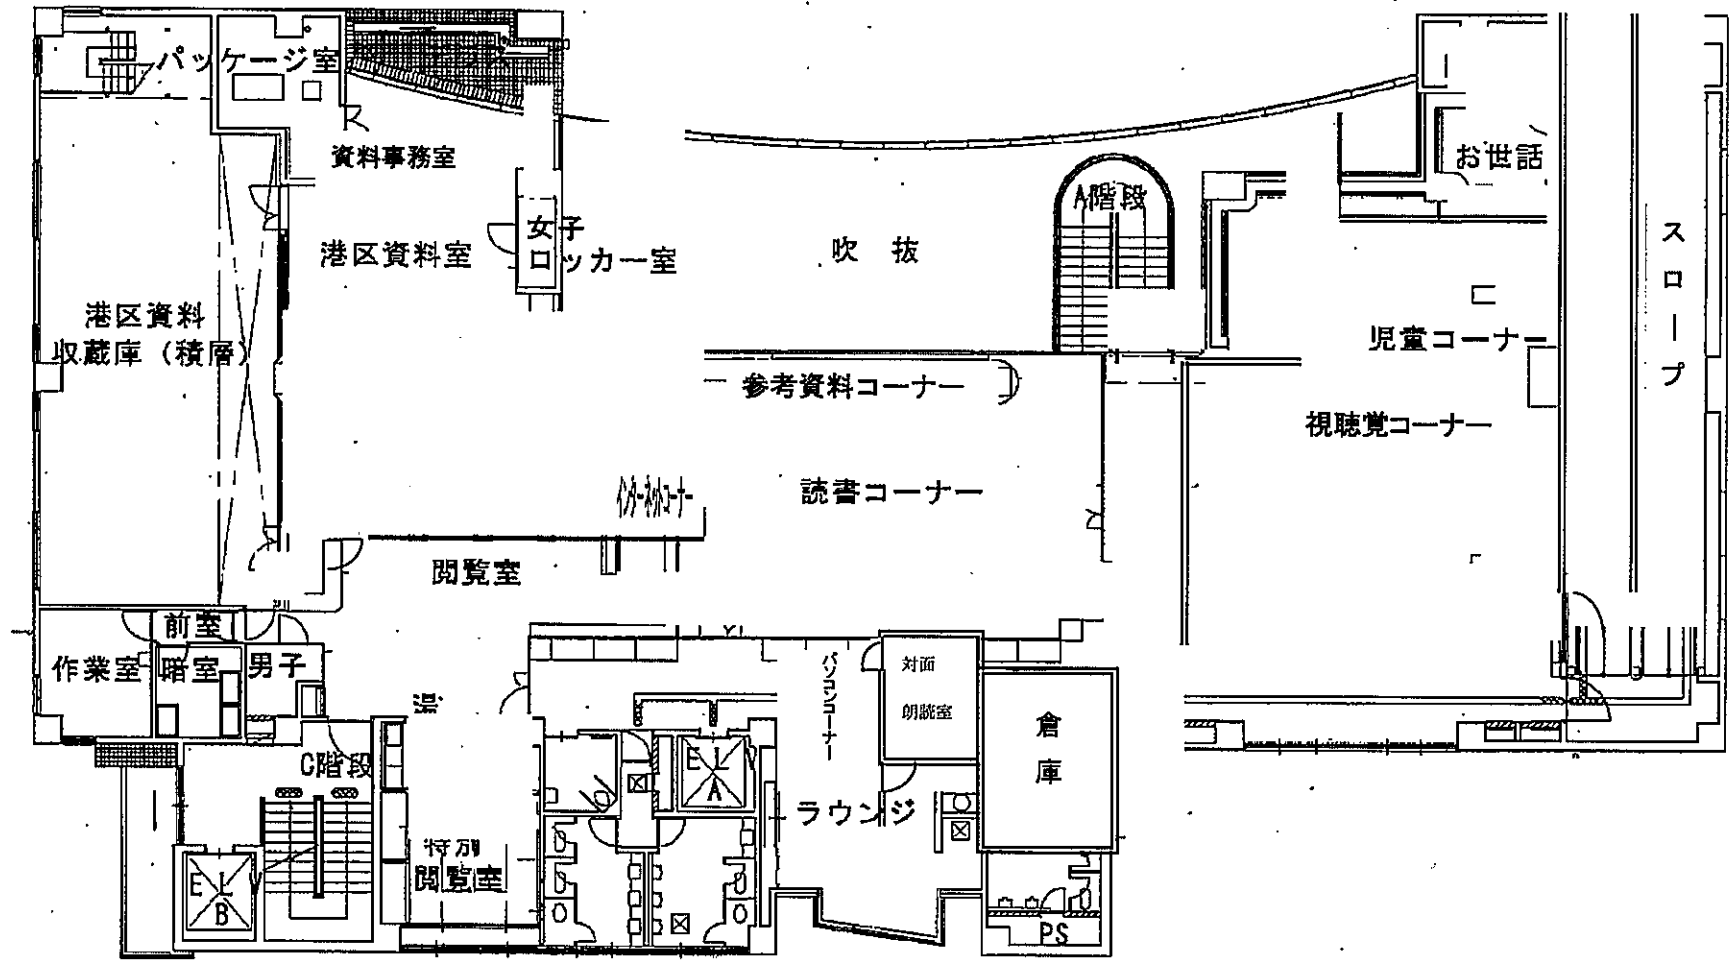 パッケージ室
資料事務室
お世話
A階段
女子
ロッカー室
港区資料室
吹 抜
スロープ
港区資料
収蔵庫（積層）
児童コーナー
参考資料コーナー
視聴覚コーナー
インターネットコーナー
読書コーナー
閲覧室
前室
作業室
暗室
男子
湯
パソコンコーナー
対面
朗読室
倉庫
C階段
ELV
A
ラウンジ
特別
閲覧室
ELV
B
PS